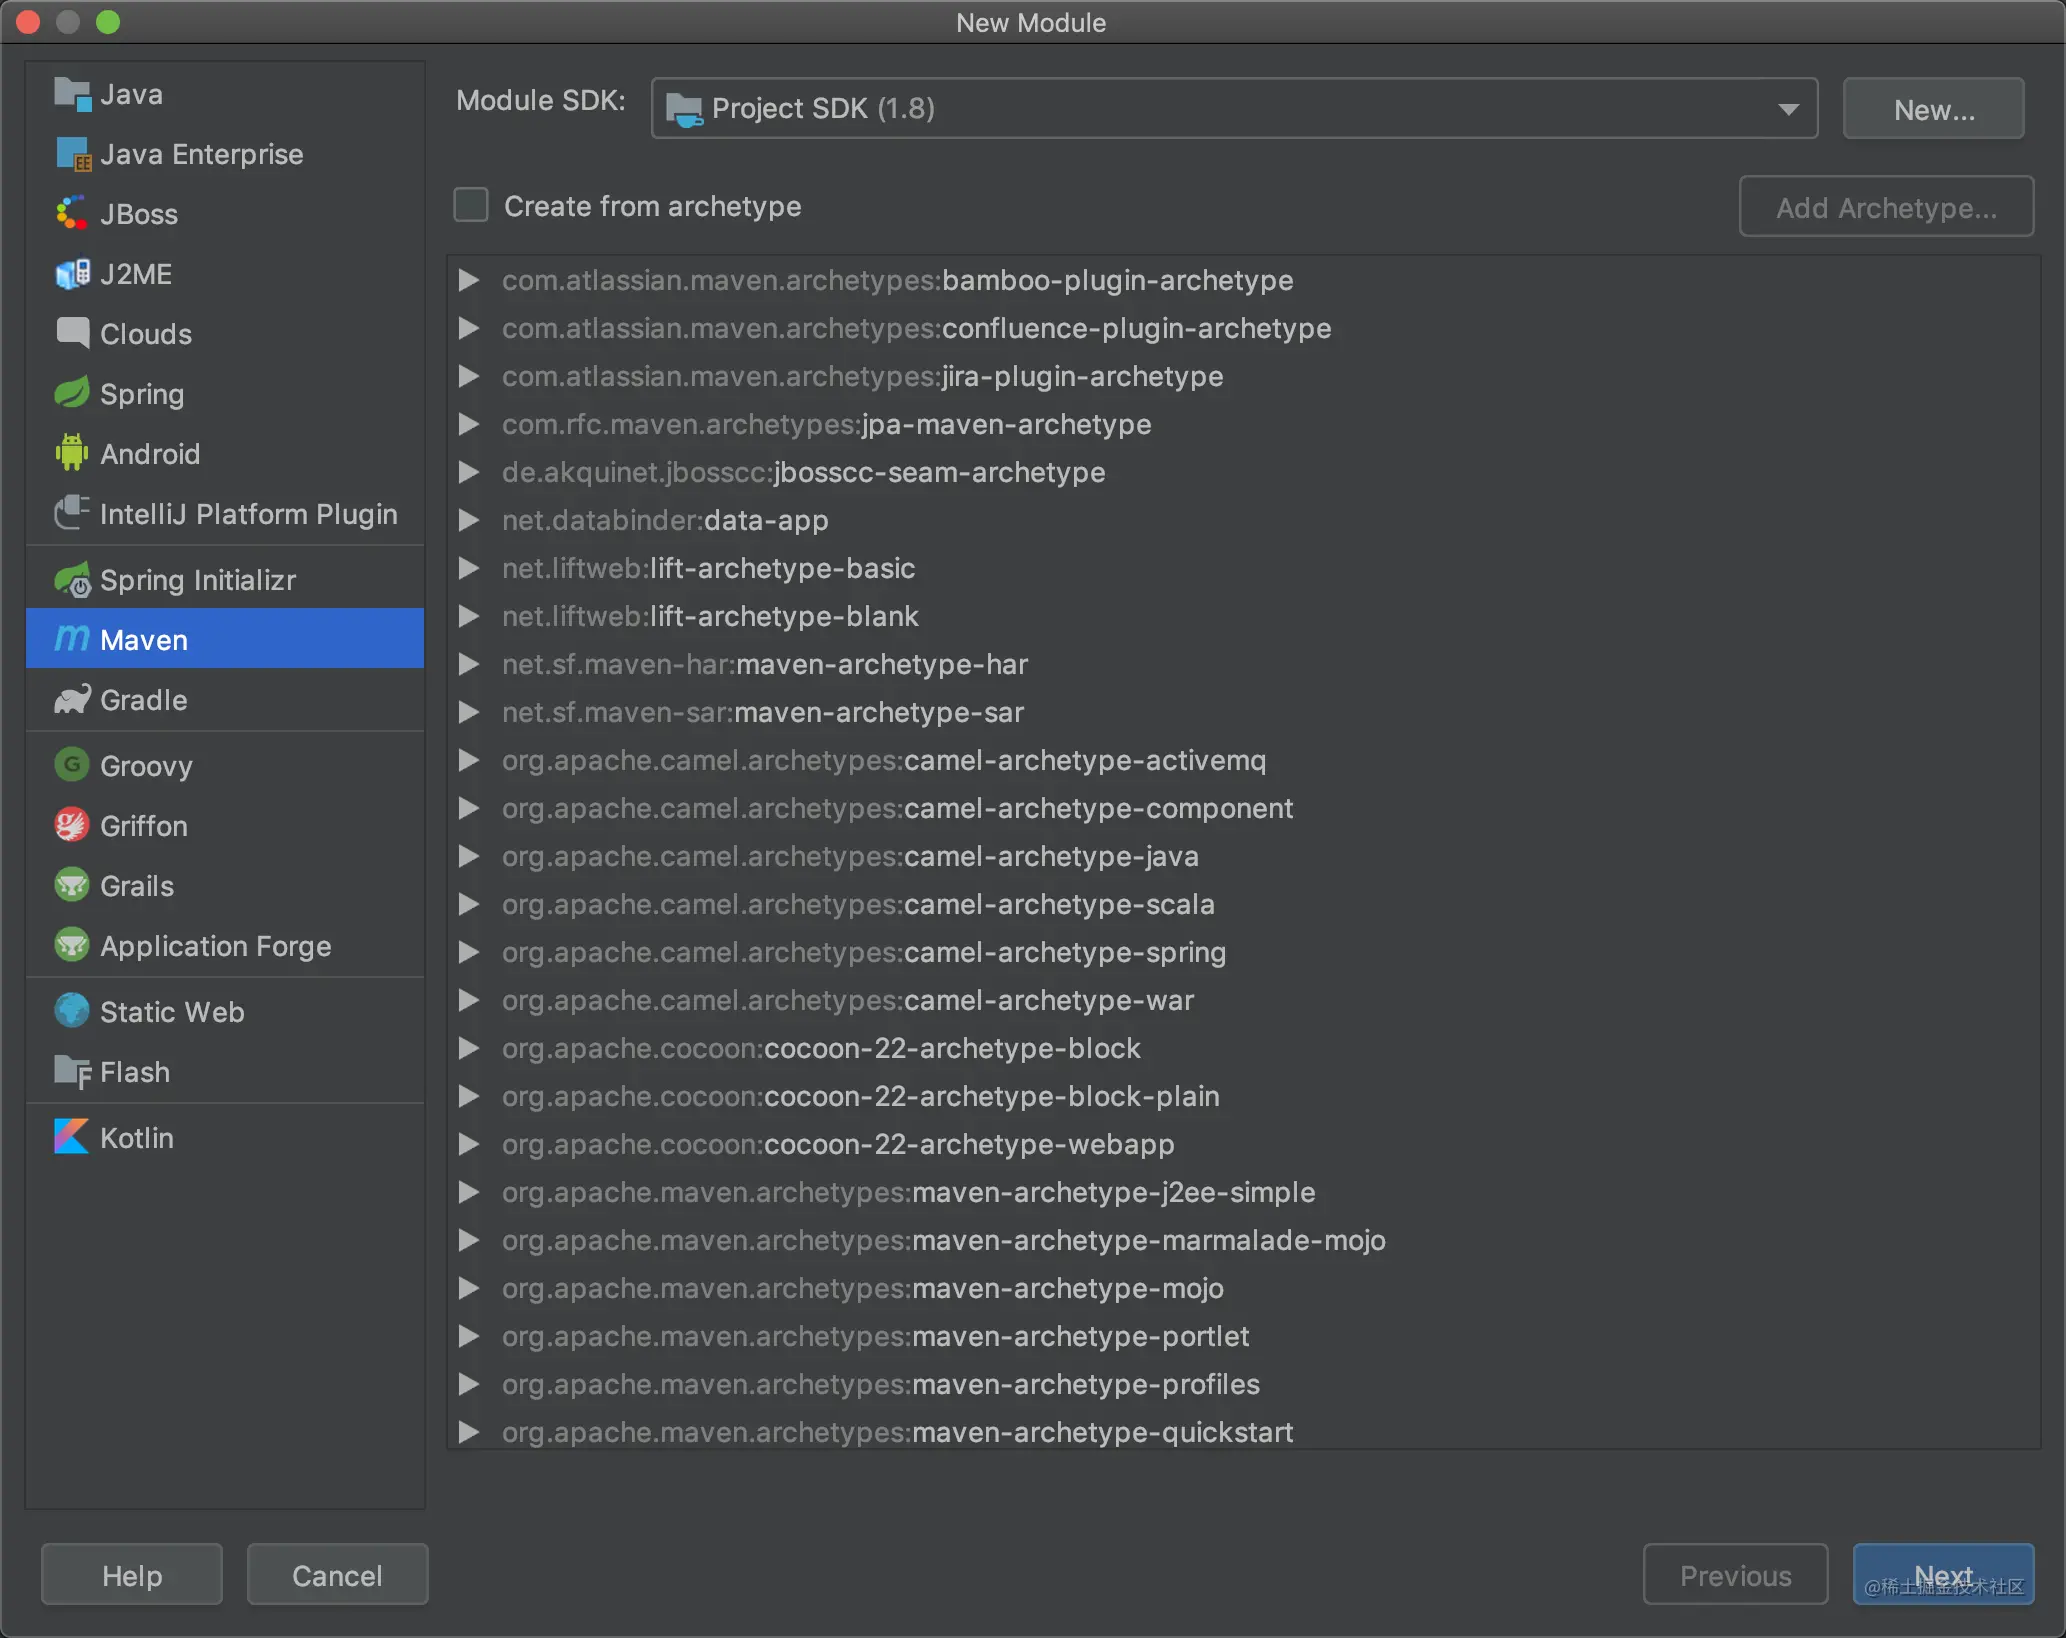 New Module
Java
Java Enterprise
JBoss
J2ME
Clouds
Spring
Android
IntelliJ Platform Plugin
Spring Initializr
Maven
Gradle
Groovy
Griffon
Grails
Application Forge
Static Web
Flash
Kotlin
Module SDK: Project SDK (1.8) New...
Create from archetype Add Archetype...
com.atlassian.maven.archetypes:bamboo-plugin-archetype
com.atlassian.maven.archetypes:confluence-plugin-archetype
com.atlassian.maven.archetypes:jira-plugin-archetype
com.rfc.maven.archetypes:jpa-maven-archetype
de.akquinet.jbosscc:jbosscc-seam-archetype
net.databinder:data-app
net.liftweb:lift-archetype-basic
net.liftweb:lift-archetype-blank
net.sf.maven-har:maven-archetype-har
net.sf.maven-sar:maven-archetype-sar
org.apache.camel.archetypes:camel-archetype-activemq
org.apache.camel.archetypes:camel-archetype-component
org.apache.camel.archetypes:camel-archetype-java
org.apache.camel.archetypes:camel-archetype-scala
org.apache.camel.archetypes:camel-archetype-spring
org.apache.camel.archetypes:camel-archetype-war
org.apache.cocoon:cocoon-22-archetype-block
org.apache.cocoon:cocoon-22-archetype-block-plain
org.apache.cocoon:cocoon-22-archetype-webapp
org.apache.maven.archetypes:maven-archetype-j2ee-simple
org.apache.maven.archetypes:maven-archetype-marmalade-mojo
org.apache.maven.archetypes:maven-archetype-mojo
org.apache.maven.archetypes:maven-archetype-portlet
org.apache.maven.archetypes:maven-archetype-profiles
org.apache.maven.archetypes:maven-archetype-quickstart
Help Cancel Previous Next
@稀土掘金技术社区